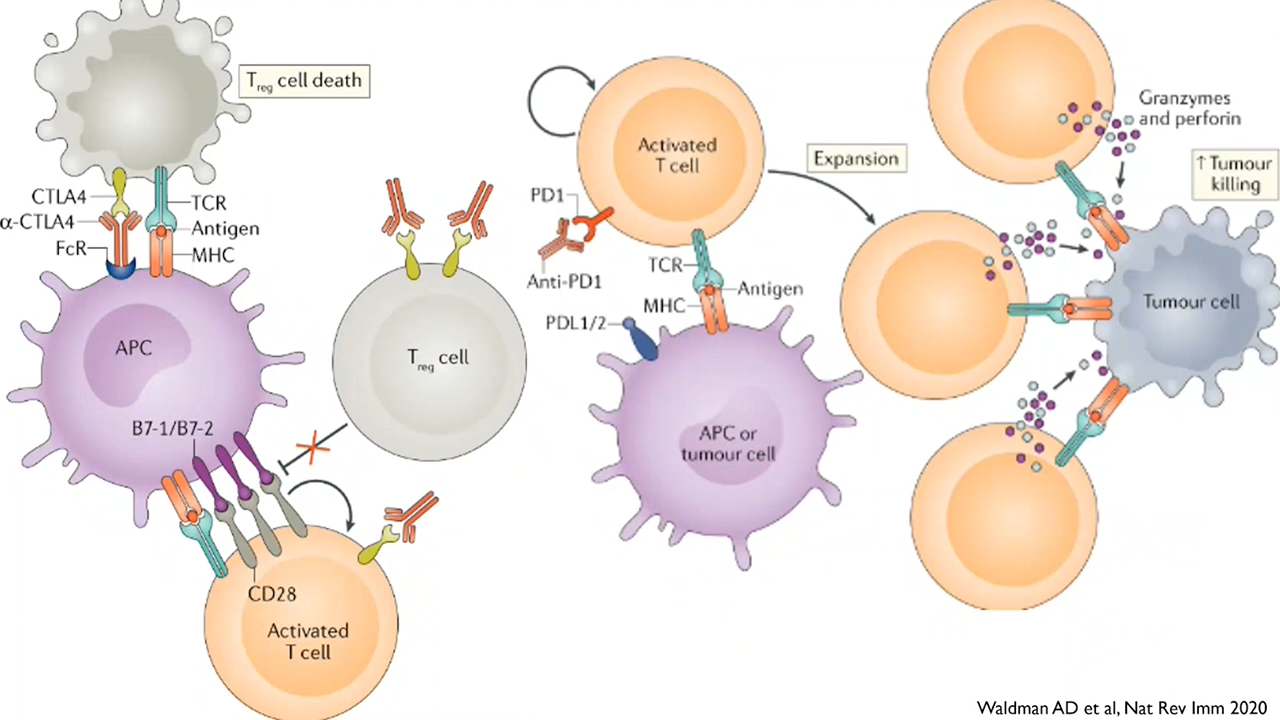 Treg cell death
CTLA4
α-CTLA4
FcR
TCR
Antigen
MHC
APC
B7-1/B7-2
Treg cell
CD28
Activated
T cell
Activated
T cell
PD1
Anti-PD1
TCR
MHC
Antigen
PDL1/2
APC or
tumour cell
Expansion
Granzymes
and perforin
↑ Tumour
killing
Tumour cell
Waldman AD et al, Nat Rev Imm 2020